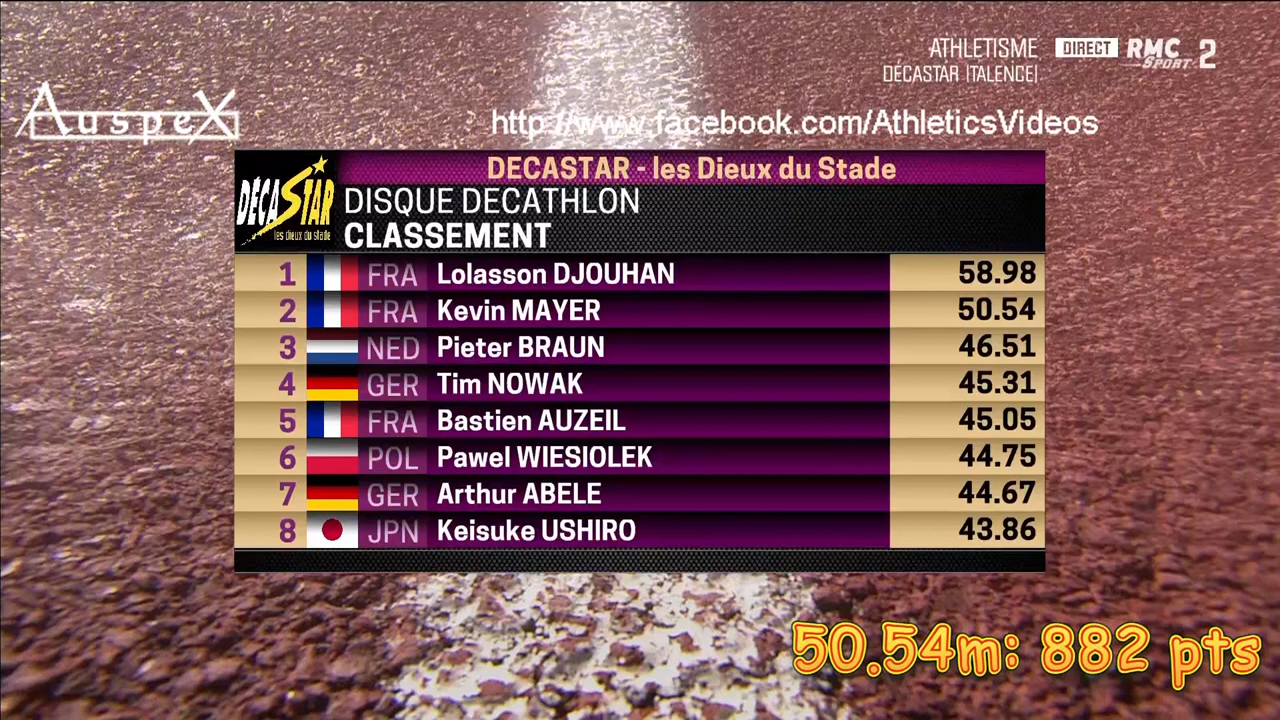 ATHLETISME DIRECT RMC SPORT 2
DÉCASTAR (TALENCE)
AuspeX
http://www.facebook.com/AthleticsVideos
DECASTAR - les Dieux du Stade
DÉCASTAR
les dieux du stade
DISQUE DECATHLON
CLASSEMENT
1 FRA Lolasson DJOUHAN 58.98
2 FRA Kevin MAYER 50.54
3 NED Pieter BRAUN 46.51
4 GER Tim NOWAK 45.31
5 FRA Bastien AUZEIL 45.05
6 POL Pawel WIESIOLEK 44.75
7 GER Arthur ABELE 44.67
8 JPN Keisuke USHIRO 43.86
50.54m: 882 pts